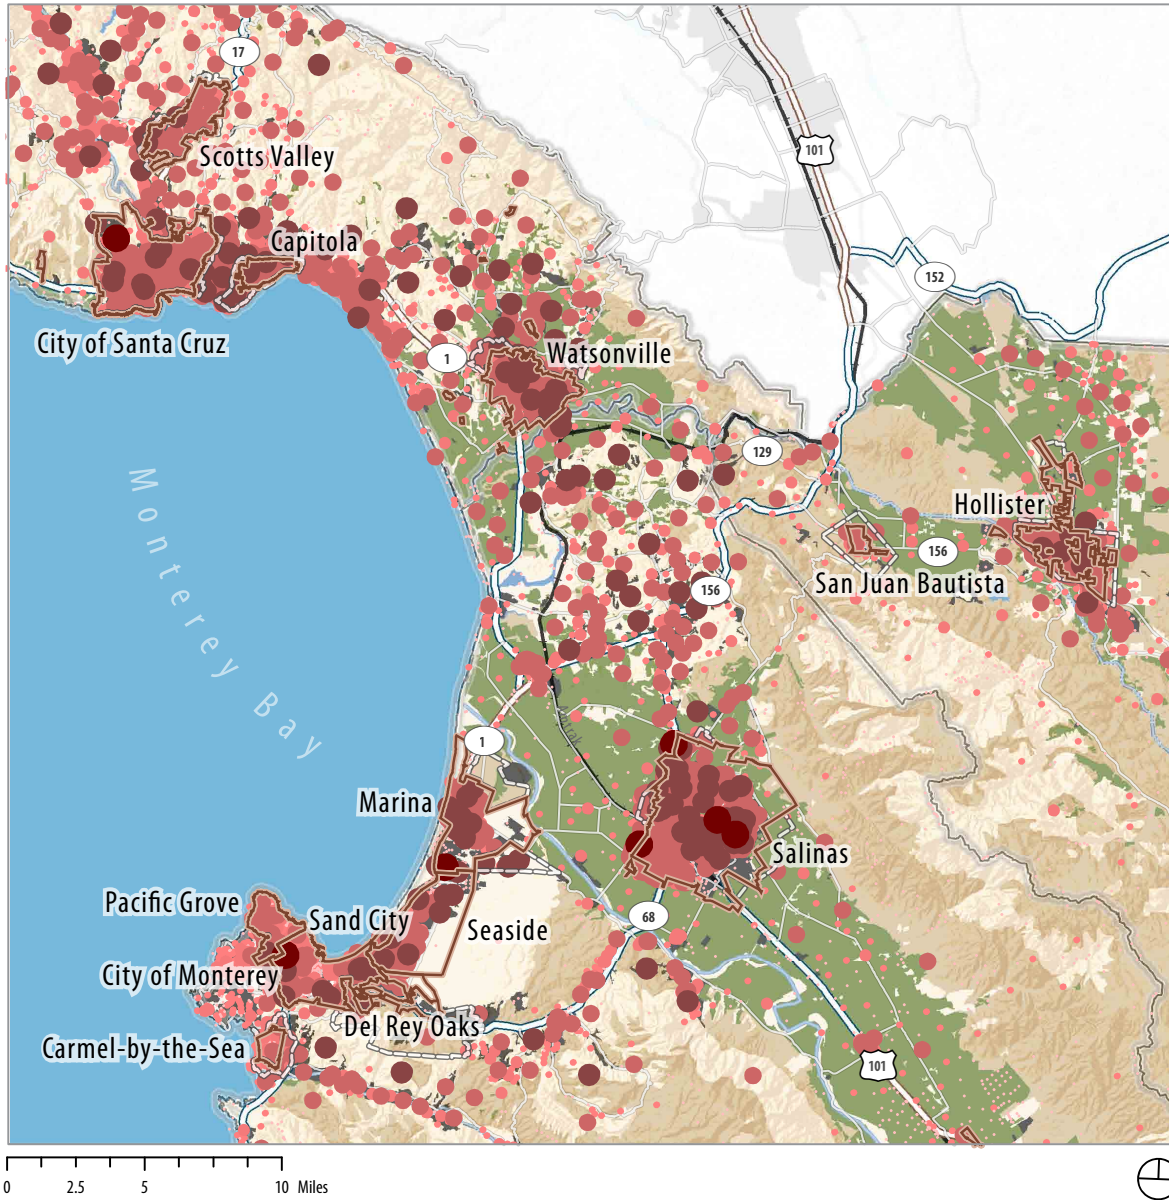 17
101
Scotts Valley
Capitola
152
City of Santa Cruz
1
Watsonville
129
Monterey Bay
Hollister
156
San Juan Bautista
156
Amtrak
1
Marina
Salinas
Pacific Grove
Sand City
68
Seaside
City of Monterey
Del Rey Oaks
Carmel-by-the-Sea
101
0 2.5 5 10 Miles